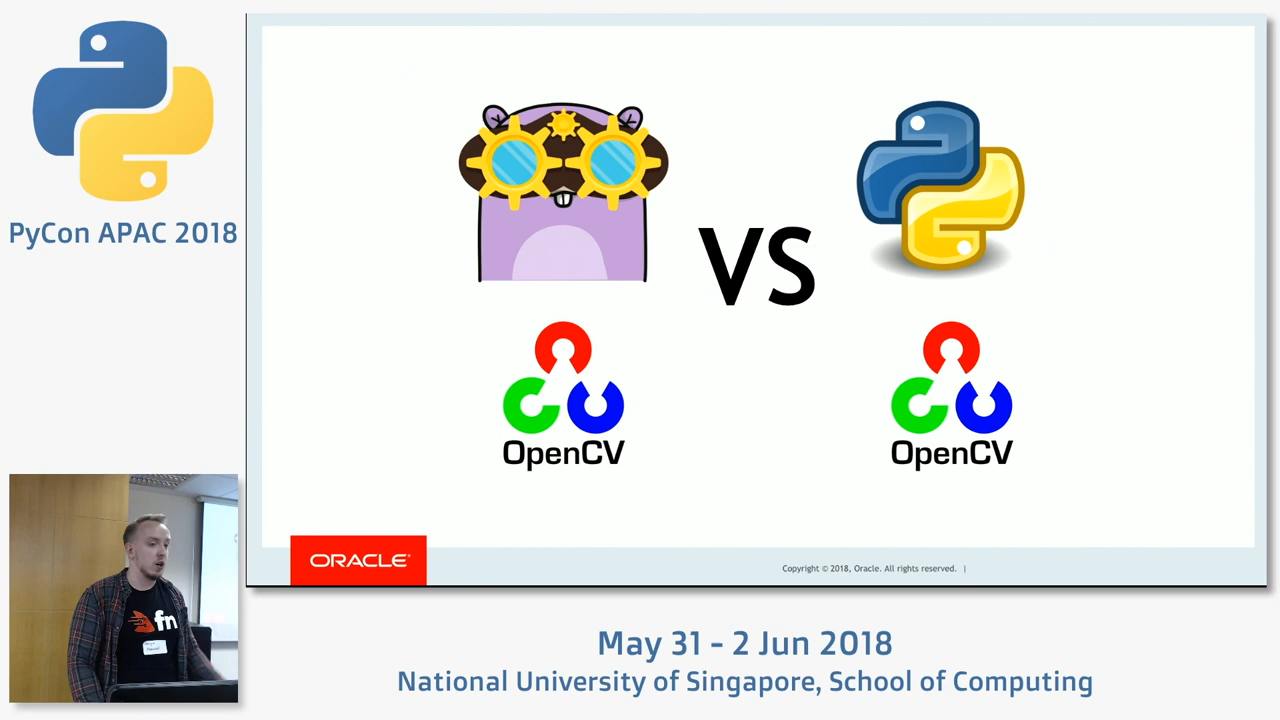 PyCon APAC 2018
VS
OpenCV
OpenCV
ORACLE®
Copyright © 2018, Oracle. All rights reserved. |
fn
May 31 - 2 Jun 2018
National University of Singapore, School of Computing